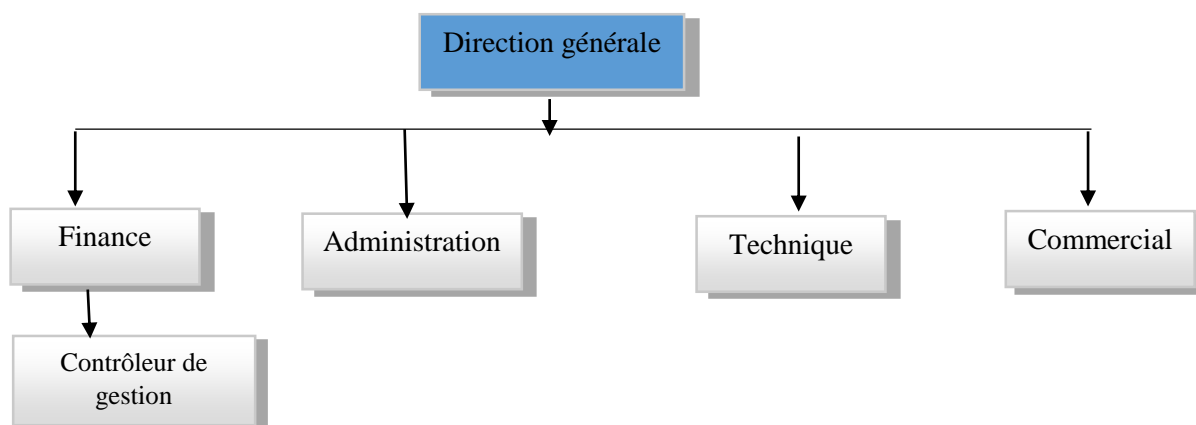 Direction générale
Finance
Administration
Technique
Commercial
Contrôleur de
gestion